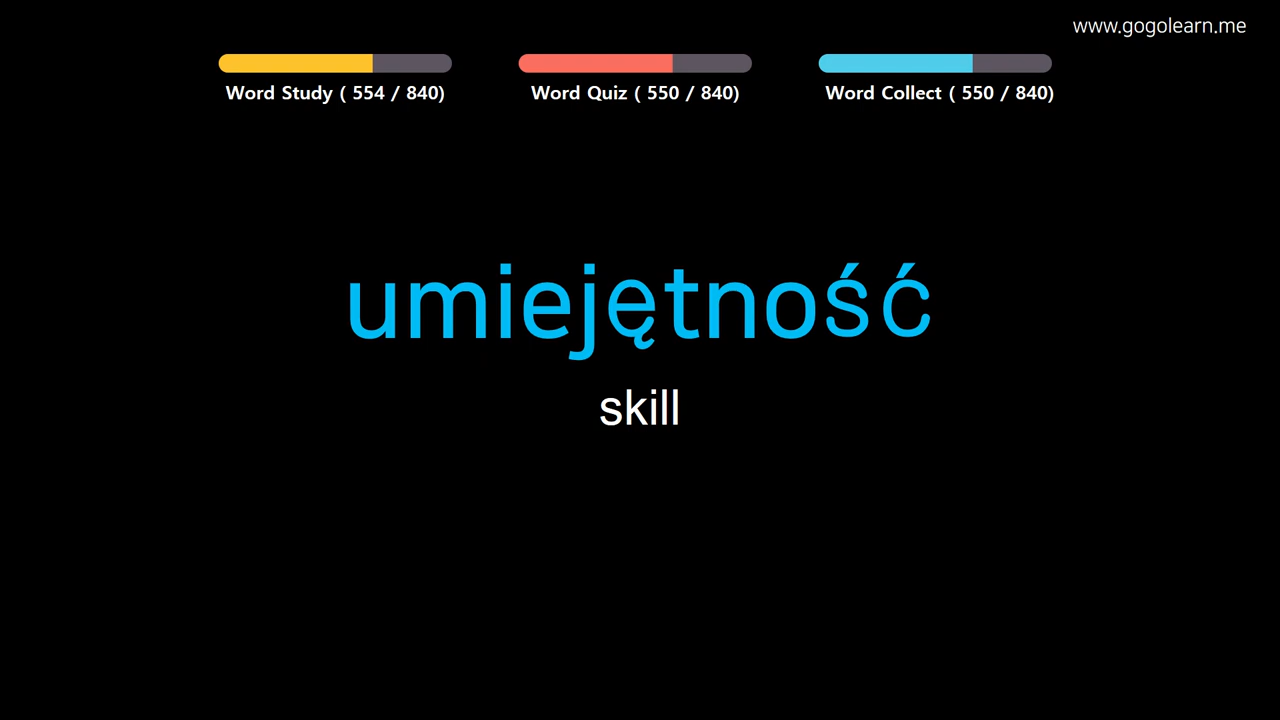 www.gogolearn.me
Word Study ( 554 / 840)
Word Quiz ( 550 / 840)
Word Collect ( 550 / 840)
umiejętność
skill